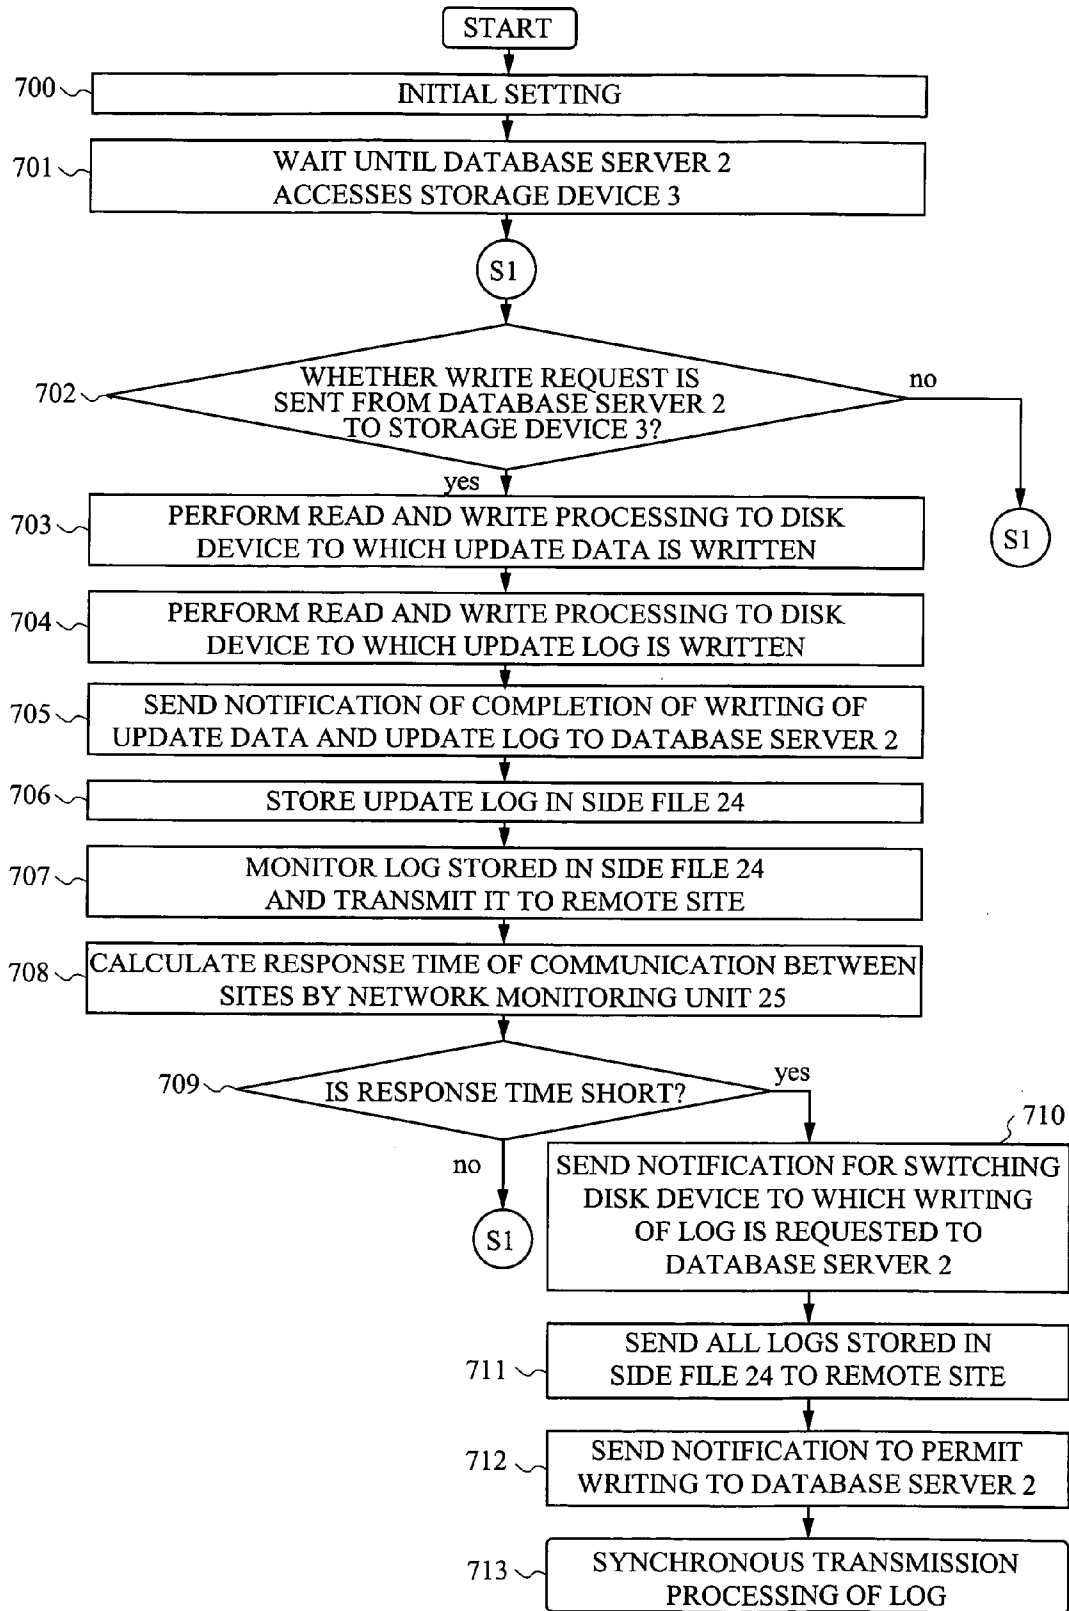 START
700
INITIAL SETTING
701
WAIT UNTIL DATABASE SERVER 2
ACCESSES STORAGE DEVICE 3
S1
702
WHETHER WRITE REQUEST IS
SENT FROM DATABASE SERVER 2
TO STORAGE DEVICE 3?
no
yes
S1
703
PERFORM READ AND WRITE PROCESSING TO DISK
DEVICE TO WHICH UPDATE DATA IS WRITTEN
704
PERFORM READ AND WRITE PROCESSING TO DISK
DEVICE TO WHICH UPDATE LOG IS WRITTEN
705
SEND NOTIFICATION OF COMPLETION OF WRITING OF
UPDATE DATA AND UPDATE LOG TO DATABASE SERVER 2
706
STORE UPDATE LOG IN SIDE FILE 24
707
MONITOR LOG STORED IN SIDE FILE 24
AND TRANSMIT IT TO REMOTE SITE
708
CALCULATE RESPONSE TIME OF COMMUNICATION BETWEEN
SITES BY NETWORK MONITORING UNIT 25
709
IS RESPONSE TIME SHORT?
yes
no
S1
710
SEND NOTIFICATION FOR SWITCHING
DISK DEVICE TO WHICH WRITING
OF LOG IS REQUESTED TO
DATABASE SERVER 2
711
SEND ALL LOGS STORED IN
SIDE FILE 24 TO REMOTE SITE
712
SEND NOTIFICATION TO PERMIT
WRITING TO DATABASE SERVER 2
713
SYNCHRONOUS TRANSMISSION
PROCESSING OF LOG